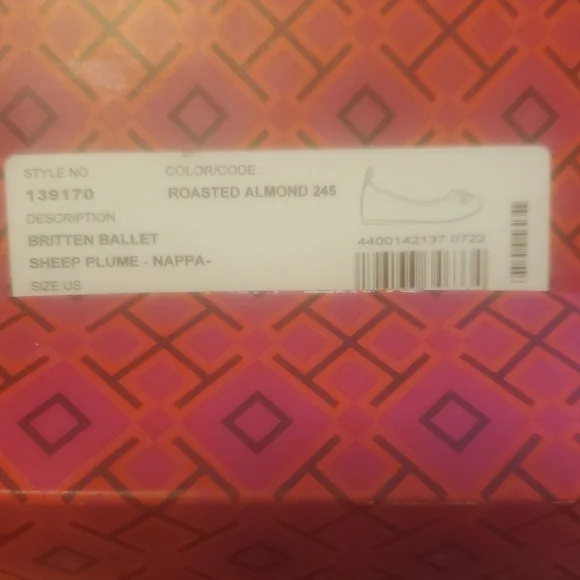 STYLE NO
COLOR/CODE :
139170
ROASTED ALMOND 245
DESCRIPTION
BRITTEN BALLET
4400142137 0722
SHEEP PLUME - NAPPA-
SIZE US